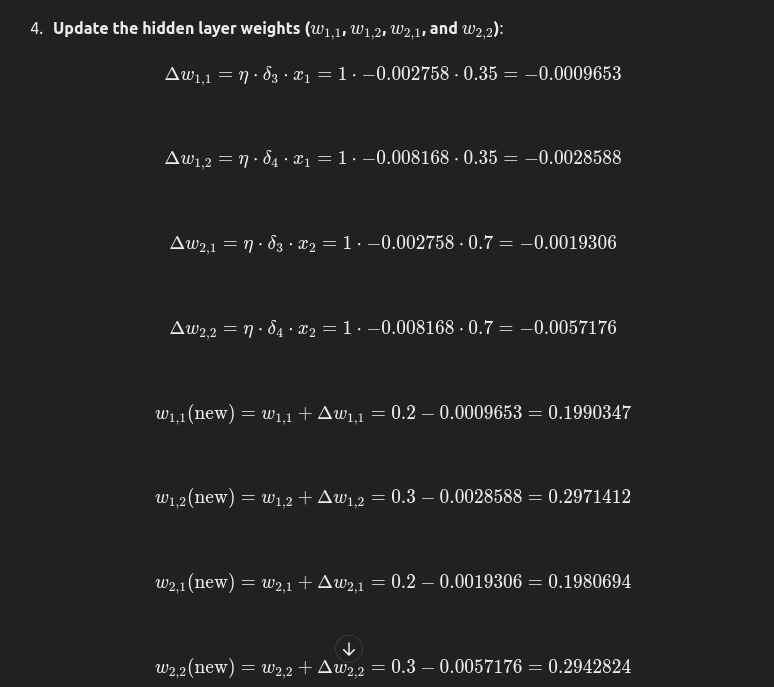 4. Update the hidden layer weights (w₁,₁, w₁,₂, w₂,₁, and w₂,₂):
Δw₁,₁ = η · δ₃ · x₁ = 1 · −0.002758 · 0.35 = −0.0009653
Δw₁,₂ = η · δ₄ · x₁ = 1 · −0.008168 · 0.35 = −0.0028588
Δw₂,₁ = η · δ₃ · x₂ = 1 · −0.002758 · 0.7 = −0.0019306
Δw₂,₂ = η · δ₄ · x₂ = 1 · −0.008168 · 0.7 = −0.0057176
w₁,₁(new) = w₁,₁ + Δw₁,₁ = 0.2 − 0.0009653 = 0.1990347
w₁,₂(new) = w₁,₂ + Δw₁,₂ = 0.3 − 0.0028588 = 0.2971412
w₂,₁(new) = w₂,₁ + Δw₂,₁ = 0.2 − 0.0019306 = 0.1980694
w₂,₂(new) = w₂,₂ + Δw₂,₂ = 0.3 − 0.0057176 = 0.2942824